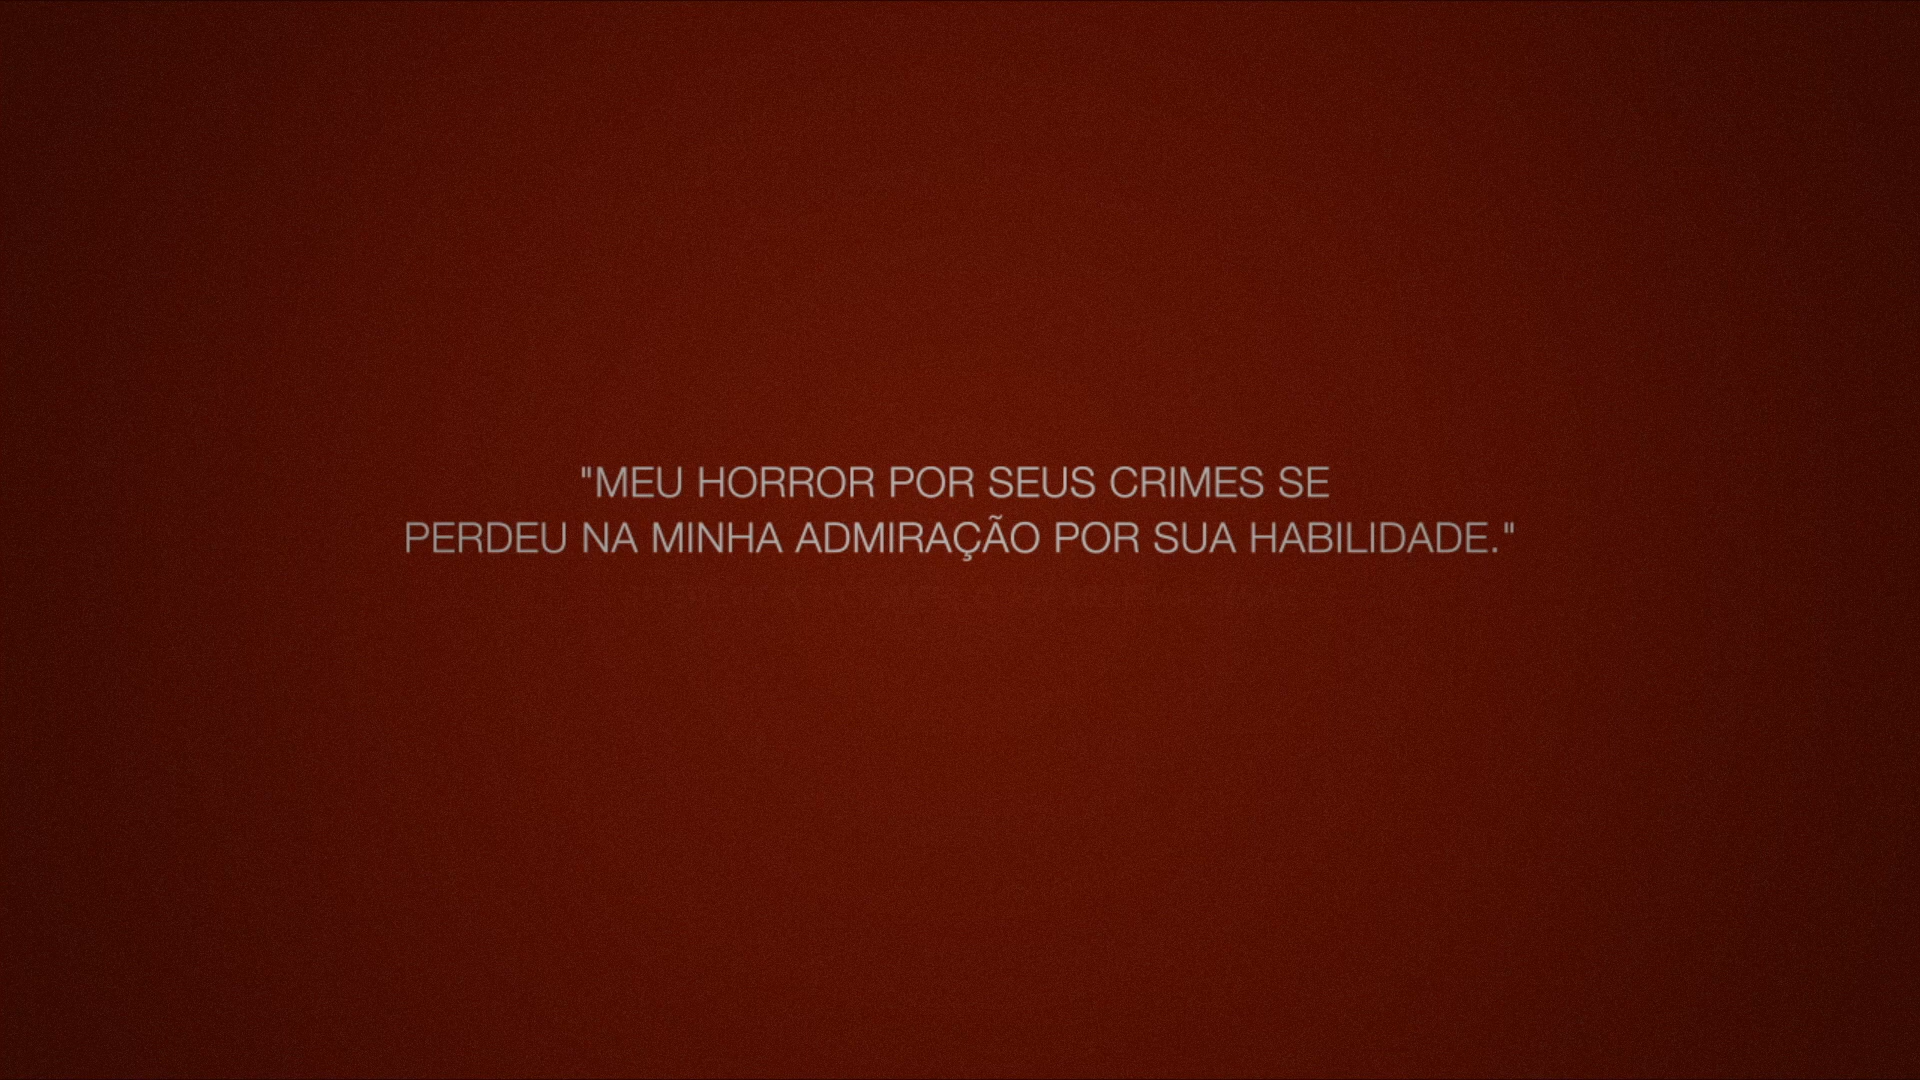 "MEU HORROR POR SEUS CRIMES SE
PERDEU NA MINHA ADMIRAÇÃO POR SUA HABILIDADE."